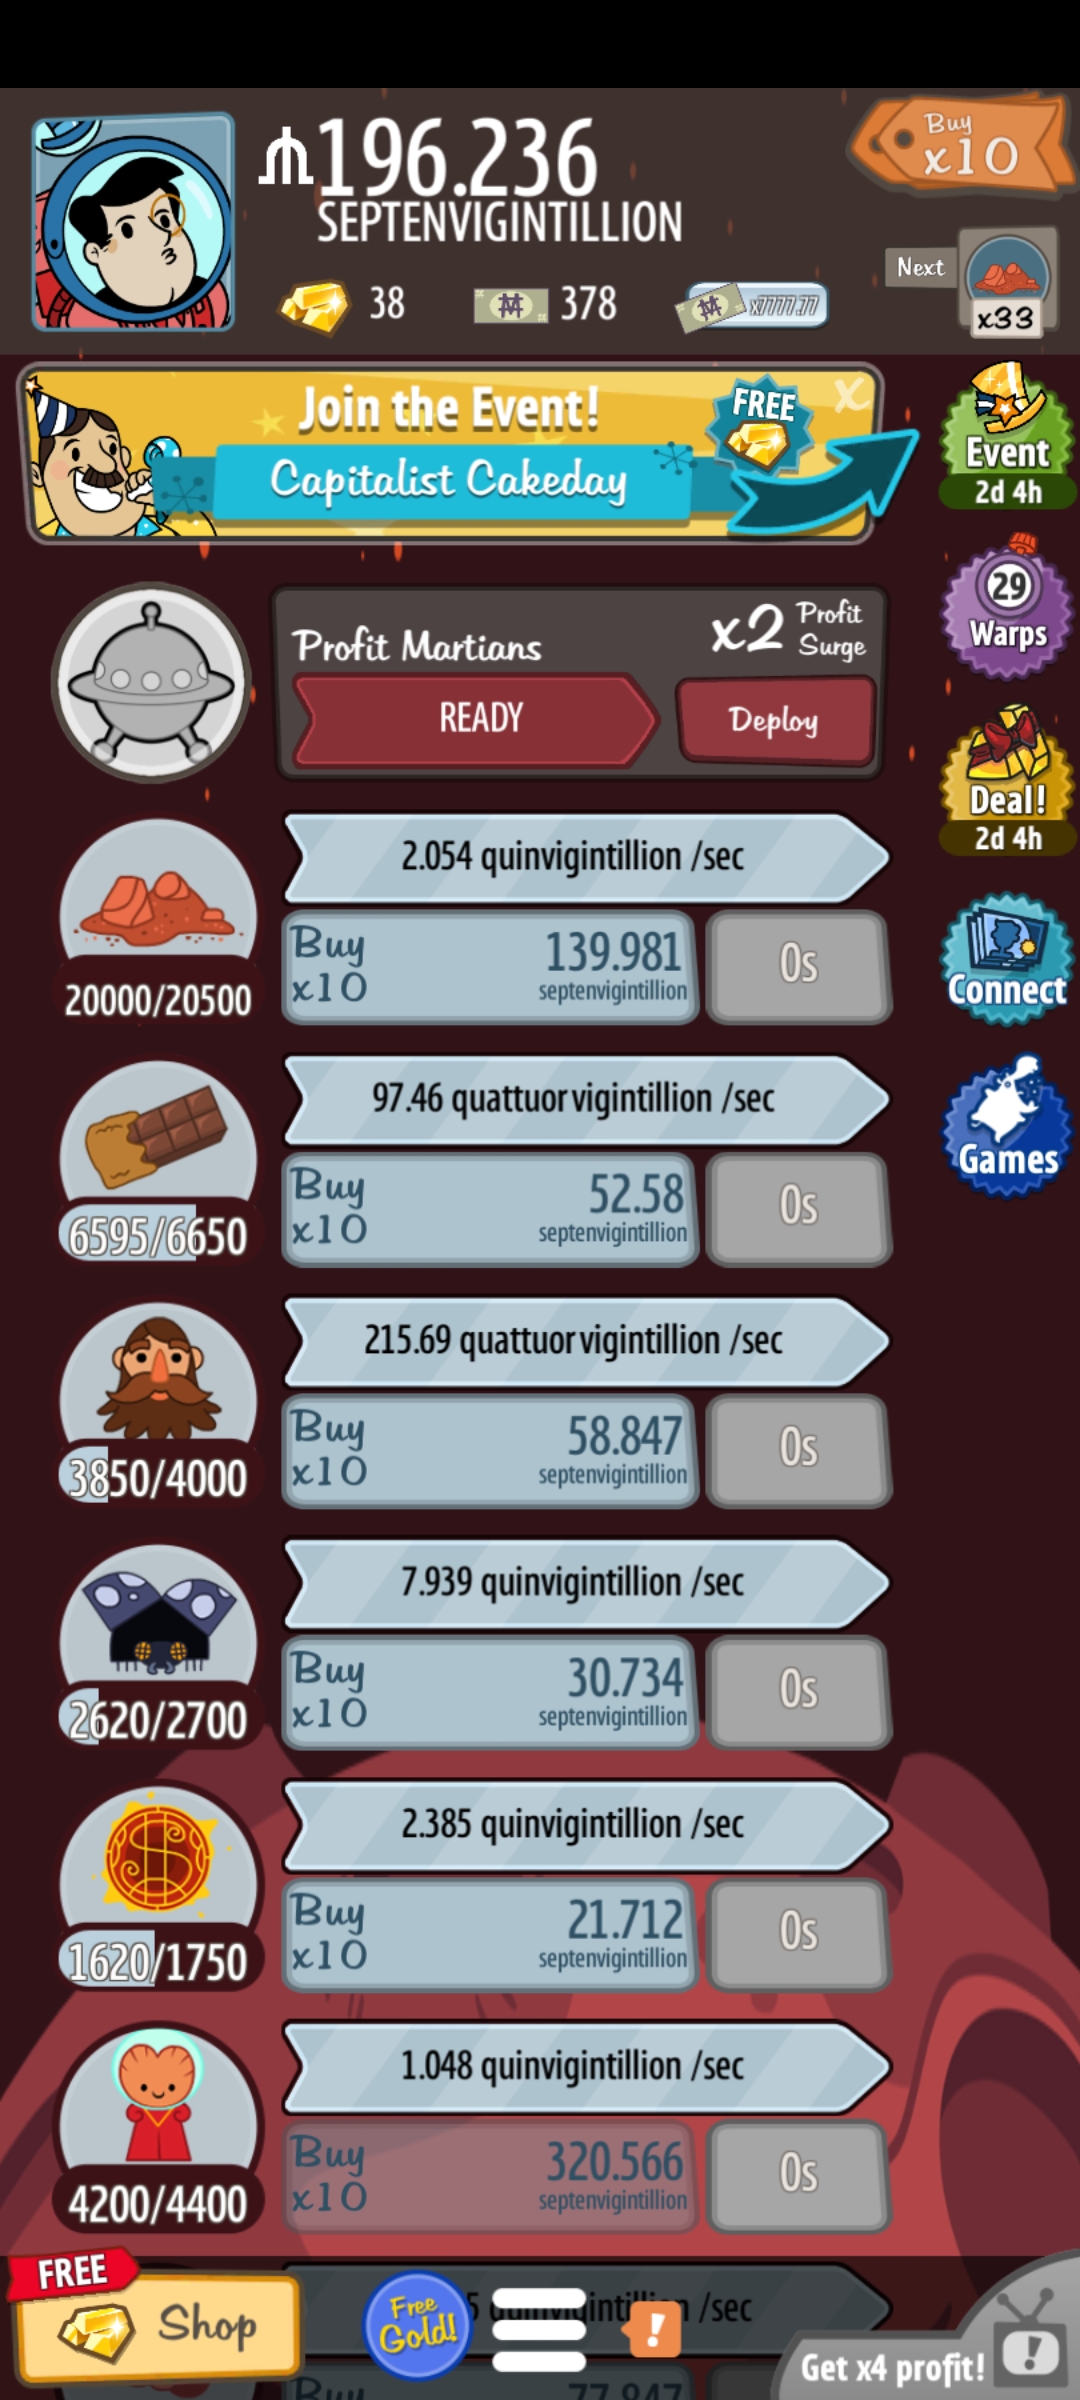 196.236
SEPTENVIGINTILLION
Buy
x10
38
378
x7777.77
Next
x33
Join the Event!
Capitalist Cakeday
FREE
x
Event
2d 4h
29
Warps
Profit Martians
x2 Profit Surge
READY
Deploy
Deal!
2d 4h
2.054 quinvigintillion /sec
20000/20500
Buy x10
139.981
septenvigintillion
0s
Connect
97.46 quattuorvigintillion /sec
6595/6650
Buy x10
52.58
septenvigintillion
0s
Games
215.69 quattuorvigintillion /sec
3850/4000
Buy x10
58.847
septenvigintillion
0s
7.939 quinvigintillion /sec
2620/2700
Buy x10
30.734
septenvigintillion
0s
2.385 quinvigintillion /sec
1620/1750
Buy x10
21.712
septenvigintillion
0s
1.048 quinvigintillion /sec
4200/4400
Buy x10
320.566
septenvigintillion
0s
FREE
Shop
Free
Gold!
/sec
!
Get x4 profit!
!
Buy
77.847